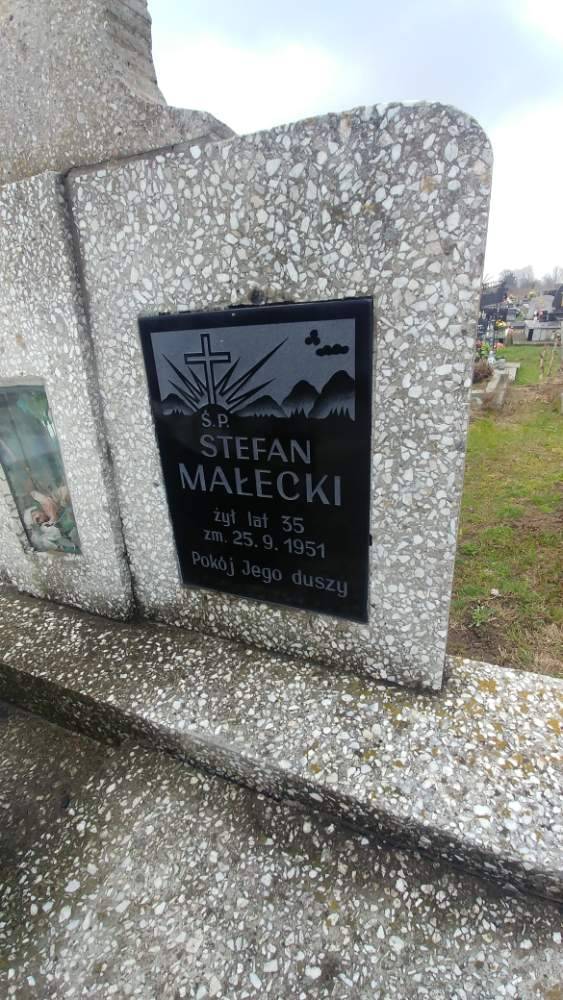 Ś.P.
STEFAN
MAŁECKI
żył lat 35
zm. 25.9.1951
Pokój Jego duszy